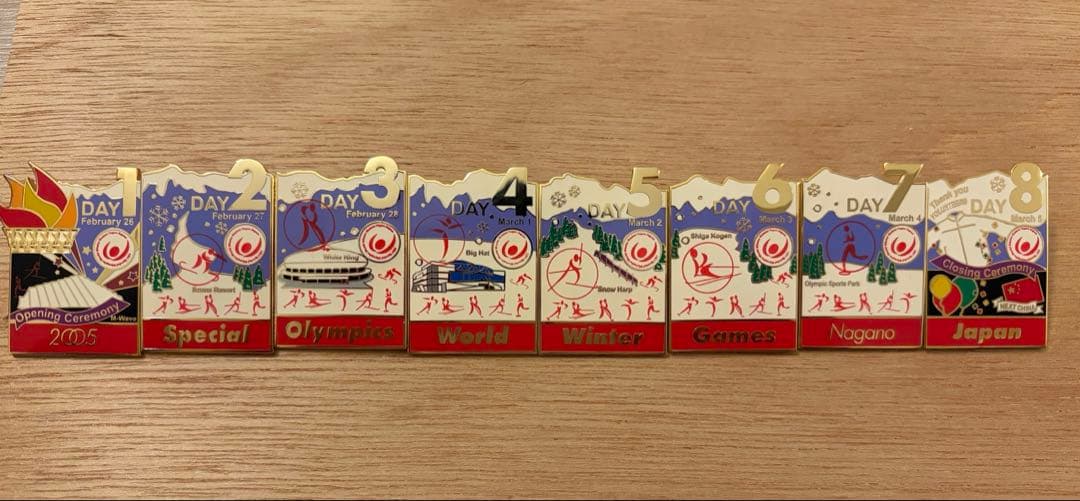 1
DAY
February 26
Opening Ceremony
M-Wave
2005
2
DAY
February 27
Special
3
DAY
February 28
White Ring
Olympics
4
DAY
March 1
Big Hat
World
5
DAY
March 2
Snow Harp
Winter
6
DAY
March 3
Shiga Kogen
Games
7
DAY
March 4
Olympic Sports Park
Nagano
8
Thank you
DAY
March 5
Closing Ceremony
NEXT CHINA
Japan